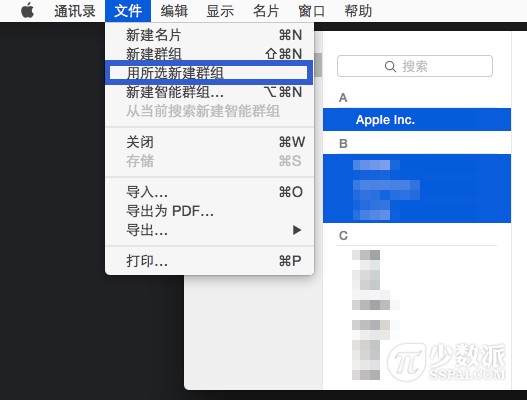 通讯录 文件 编辑 显示 名片 窗口 帮助
新建名片 ⌘N
新建群组 ⇧⌘N
用所选新建群组
新建智能群组... ⌥⌘N
从当前搜索新建智能群组
关闭 ⌘W
存储 ⌘S
导入... ⌘O
导出为 PDF...
导出... ▶
打印... ⌘P
搜索
A
Apple Inc.
B
C
少数派
SSPAI.COM